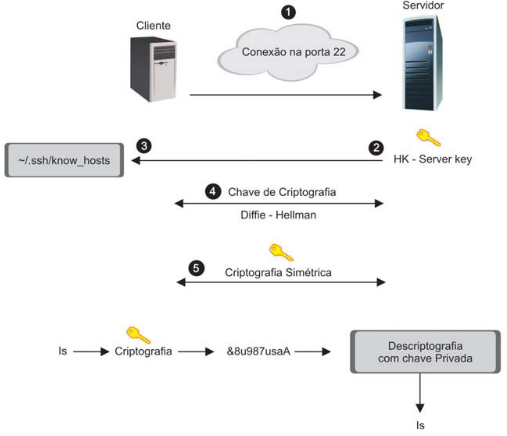 1
Servidor
Cliente
Conexão na porta 22
3
2
~/.ssh/know_hosts
HK - Server key
4 Chave de Criptografia
Diffie - Hellman
5 Criptografia Simétrica
ls
Criptografia
&8u987usaA
Descriptografia
com chave Privada
ls